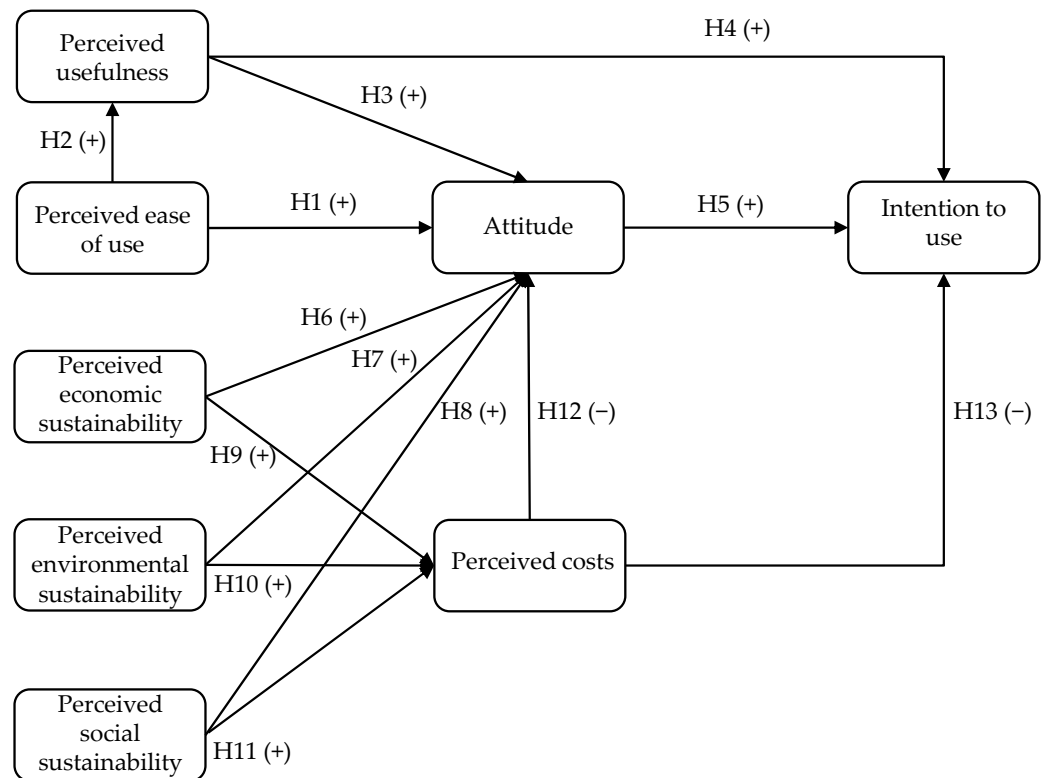 Perceived
usefulness
H4 (+)
H3 (+)
H2 (+)
Perceived ease
of use
H1 (+)
Attitude
H5 (+)
Intention to
use
H6 (+)
H7 (+)
Perceived
economic
sustainability
H8 (+)
H12 (−)
H13 (−)
H9 (+)
Perceived
environmental
sustainability
H10 (+)
Perceived costs
Perceived
social
sustainability
H11 (+)